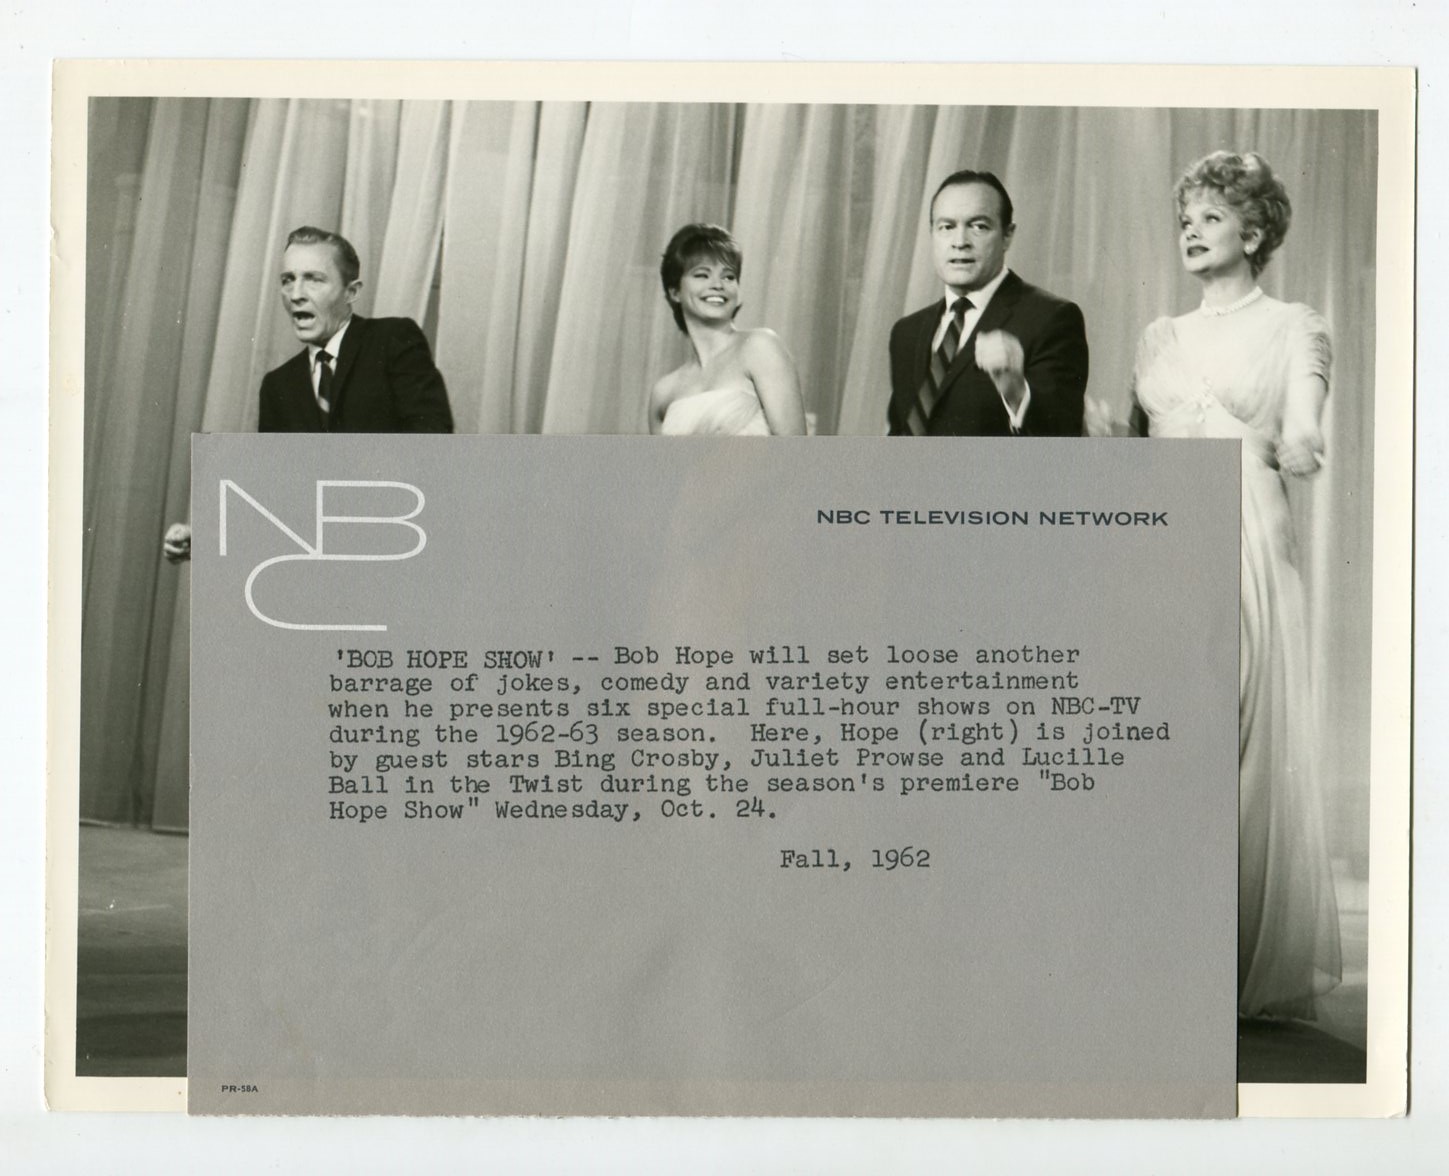 NBC
NBC TELEVISION NETWORK
'BOB HOPE SHOW' -- Bob Hope will set loose another
barrage of jokes, comedy and variety entertainment
when he presents six special full-hour shows on NBC-TV
during the 1962-63 season.  Here, Hope (right) is joined
by guest stars Bing Crosby, Juliet Prowse and Lucille
Ball in the Twist during the season's premiere "Bob
Hope Show" Wednesday, Oct. 24.
Fall, 1962
PR-58A